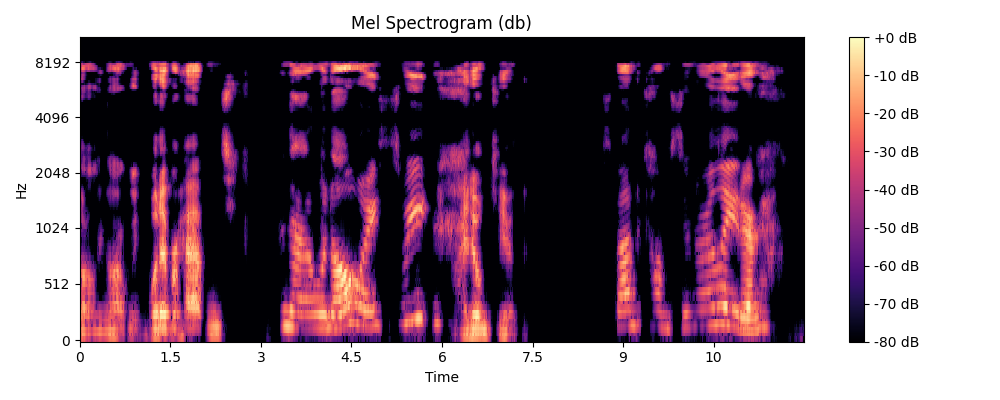 Mel Spectrogram (db)
+0 dB
8192
-10 dB
4096
-20 dB
-30 dB
Hz
2048
-40 dB
1024
-50 dB
-60 dB
512
-70 dB
0
-80 dB
0 1.5 3 4.5 6 7.5 9 10
Time